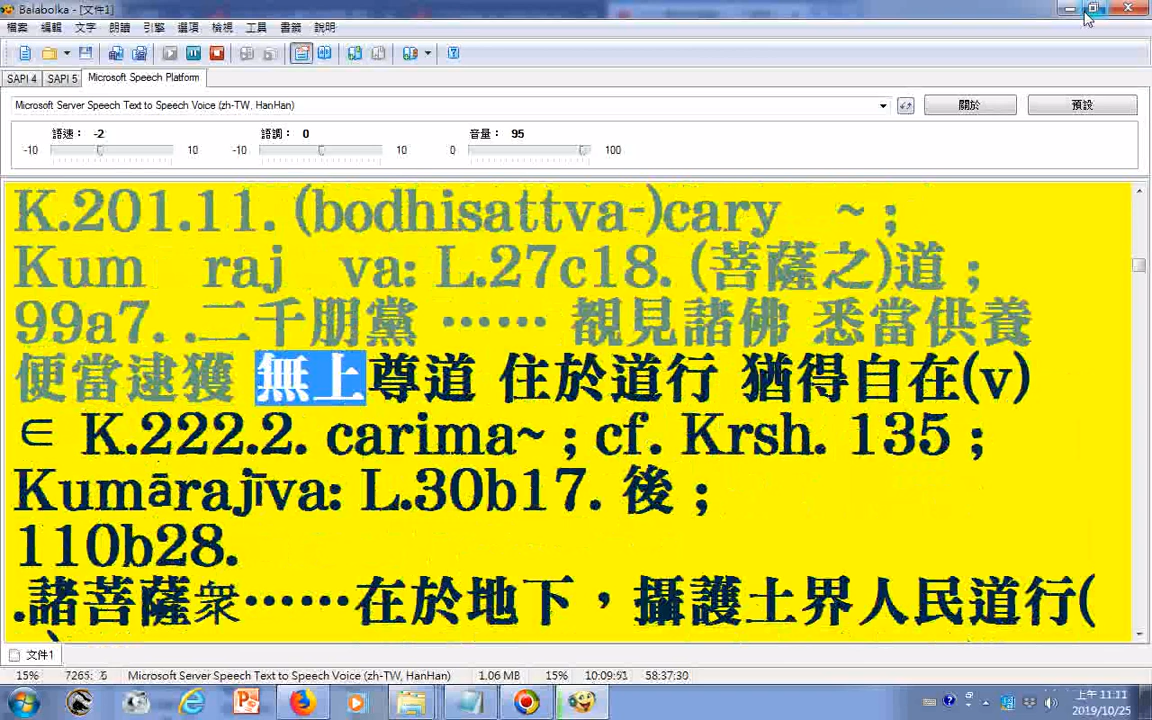 Balabolka - [文件1]
檔案 編輯 文字 朗讀 引擎 選項 檢視 工具 書籤 說明
SAPI 4 SAPI 5 Microsoft Speech Platform
Microsoft Server Speech Text to Speech Voice (zh-TW, HanHan) 關於 預設
語速： -2 語調： 0 音量： 95
-10 10 -10 10 0 100
K.201.11. (bodhisattva-)cary ~ ;
Kum raj va: L.27c18. (菩薩之)道 ;
99a7. .二千朋黨 …… 覩見諸佛 悉當供養
便當逮獲 無上尊道 住於道行 猶得自在(v)
∈ K.222.2. carima~ ; cf. Krsh. 135 ;
Kumārajīva: L.30b17. 後 ;
110b28.
.諸菩薩衆……在於地下，攝護土界人民道行(
文件1
15% Microsoft Server Speech Text to Speech Voice (zh-TW, HanHan) 1.06 MB 15% 10:09:51 58:37:30
上午 11:11
2019/10/25